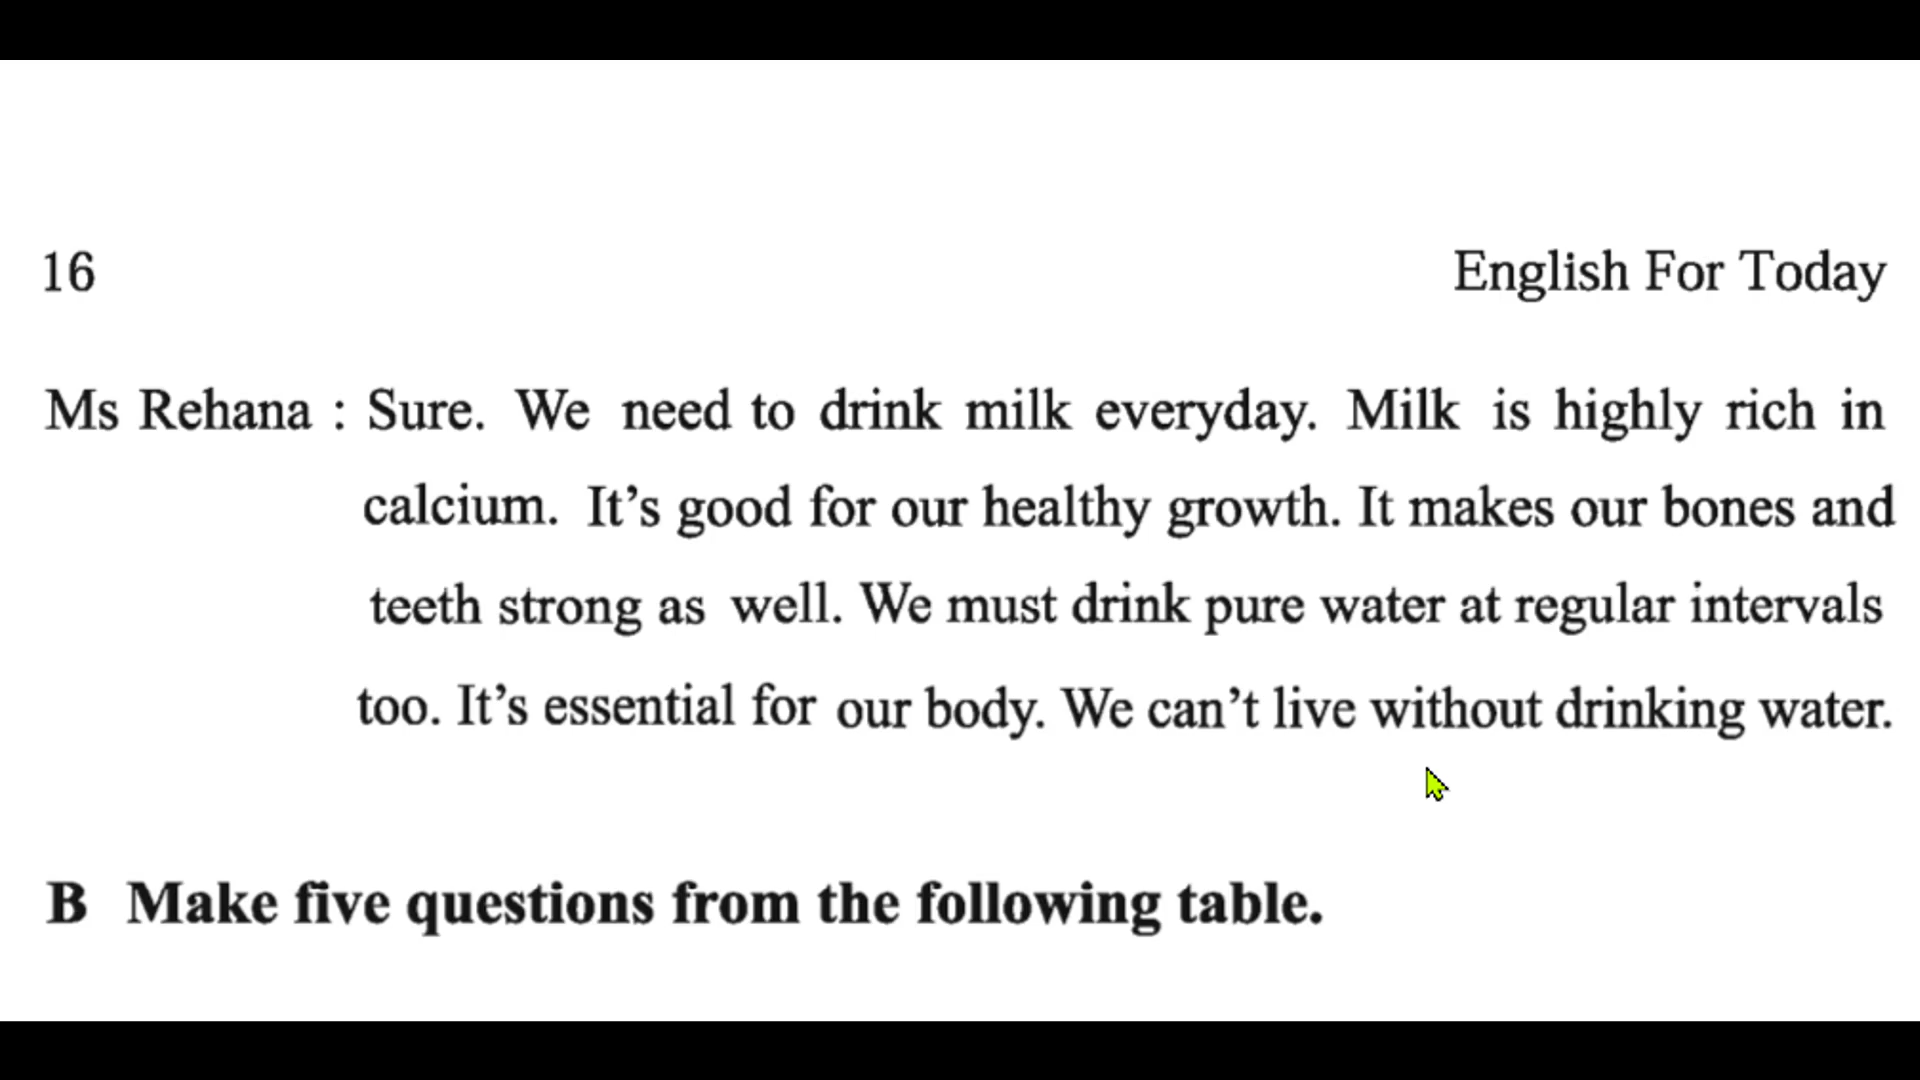 16 English For Today
Ms Rehana : Sure. We need to drink milk everyday. Milk is highly rich in
calcium. It’s good for our healthy growth. It makes our bones and
teeth strong as well. We must drink pure water at regular intervals
too. It’s essential for our body. We can’t live without drinking water.
B Make five questions from the following table.